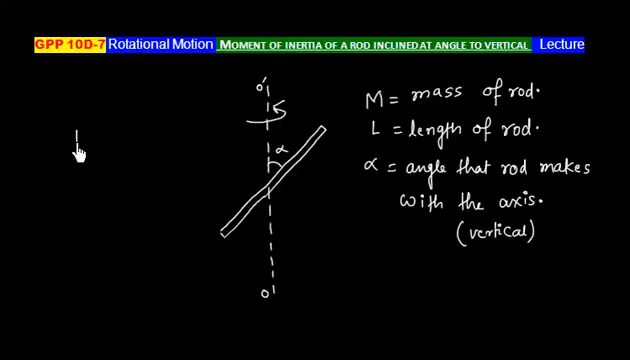 GPP 10D-7 Rotational Motion MOMENT OF INERTIA OF A ROD INCLINED AT ANGLE TO VERTICAL Lecture
O'
α
O
M = mass of rod.
L = length of rod.
α = angle that rod makes
with the axis.
(vertical)